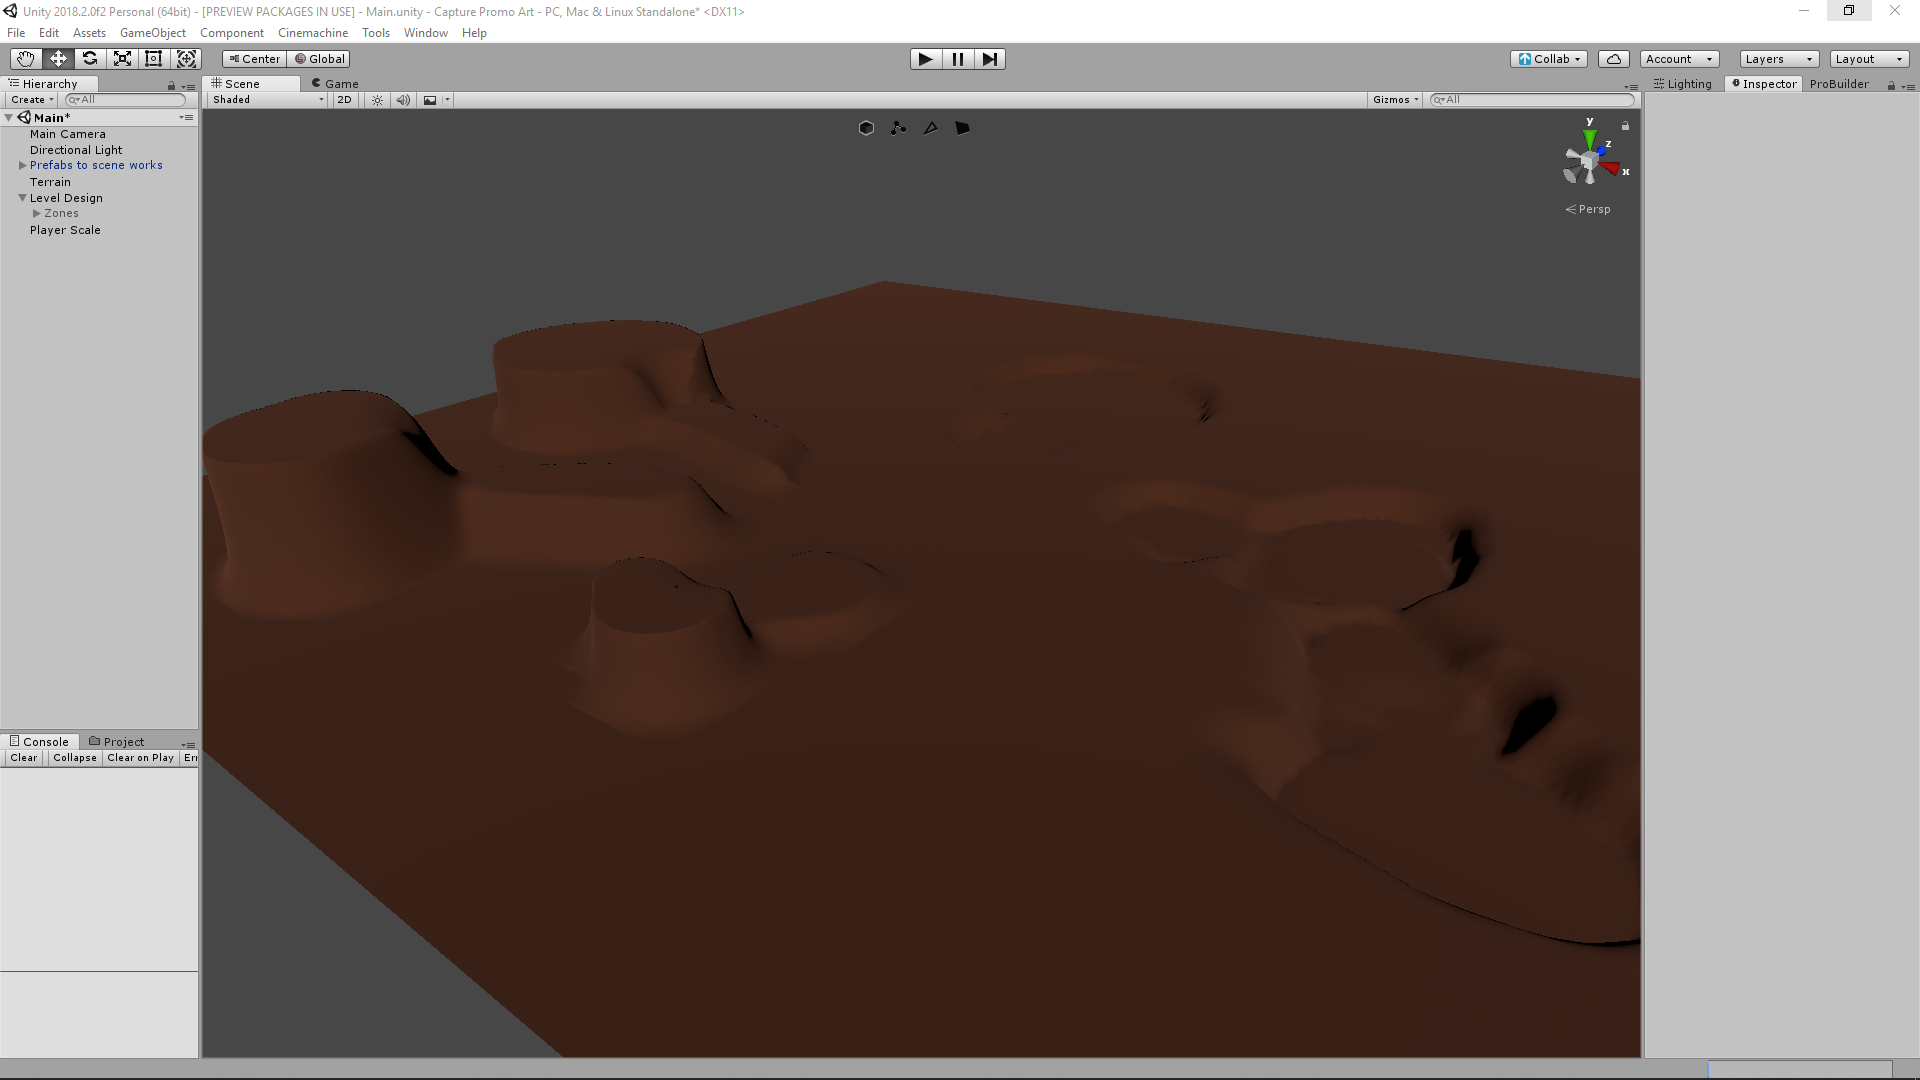 Unity 2018.2.0f2 Personal (64bit) - [PREVIEW PACKAGES IN USE] - Main.unity - Capture Promo Art - PC, Mac & Linux Standalone* <DX11>
File Edit Assets GameObject Component Cinemachine Tools Window Help
Center Global Collab Account Layers Layout
Hierarchy Scene Game Lighting Inspector ProBuilder
Create All Shaded 2D Gizmos All
Main*
Main Camera
Directional Light
Prefabs to scene works
Terrain
Level Design
Zones
Player Scale
y
z
x
Persp
Console Project
Clear Collapse Clear on Play Err